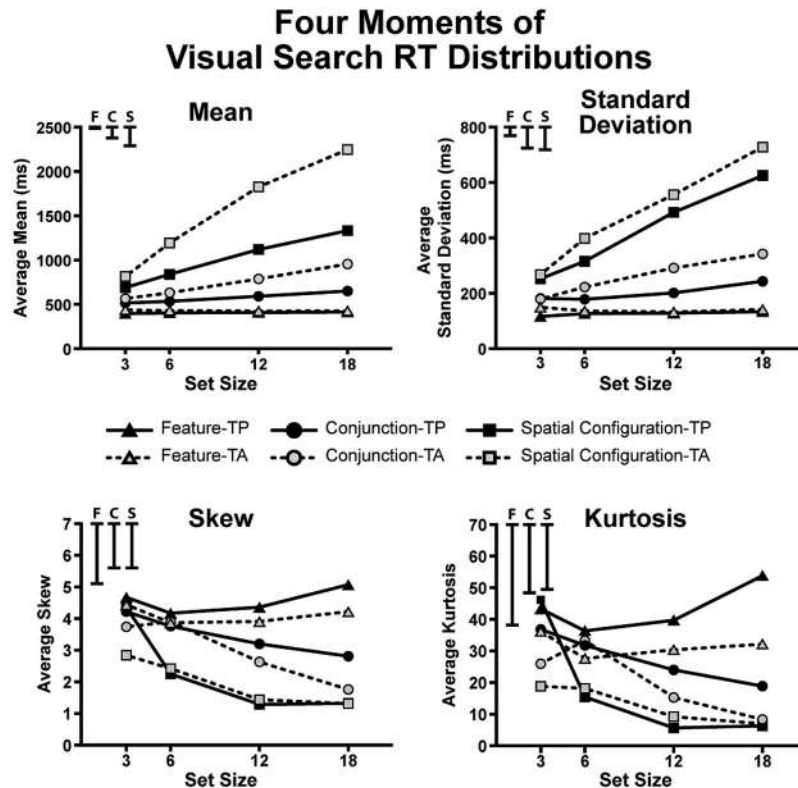 Four Moments of
Visual Search RT Distributions
F C S
Mean
Average Mean (ms)
2500
2000
1500
1000
500
0
3 6 12 18
Set Size
F C S
Standard
Deviation
Average
Standard Deviation (ms)
800
600
400
200
0
3 6 12 18
Set Size
Feature-TP Conjunction-TP Spatial Configuration-TP
Feature-TA Conjunction-TA Spatial Configuration-TA
F C S
Skew
Average Skew
7
6
5
4
3
2
1
0
3 6 12 18
Set Size
F C S
Kurtosis
Average Kurtosis
70
60
50
40
30
20
10
0
3 6 12 18
Set Size